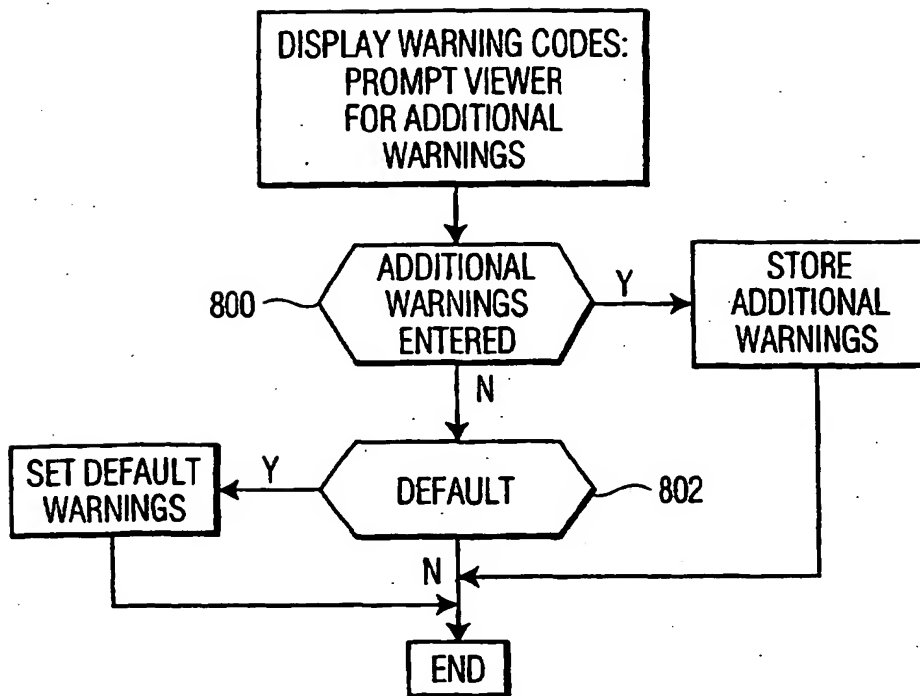 DISPLAY WARNING CODES:
PROMPT VIEWER
FOR ADDITIONAL
WARNINGS
800
ADDITIONAL
WARNINGS
ENTERED
Y
STORE
ADDITIONAL
WARNINGS
N
SET DEFAULT
WARNINGS
Y
DEFAULT
802
N
END